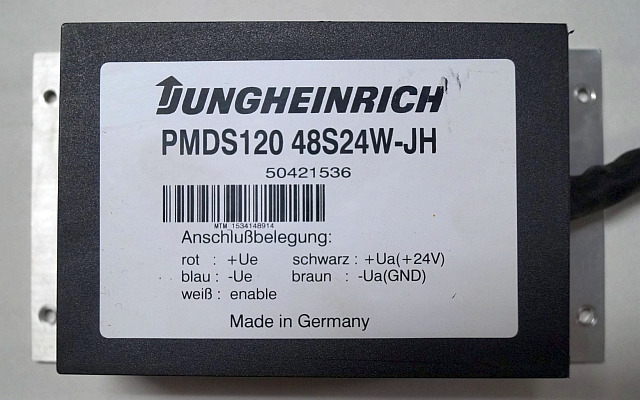 JUNGHEINRICH
PMDS120 48S24W-JH
50421536
MTM 1534148914
Anschlußbelegung:
rot : +Ue schwarz : +Ua(+24V)
blau : -Ue braun : -Ua(GND)
weiß : enable
Made in Germany